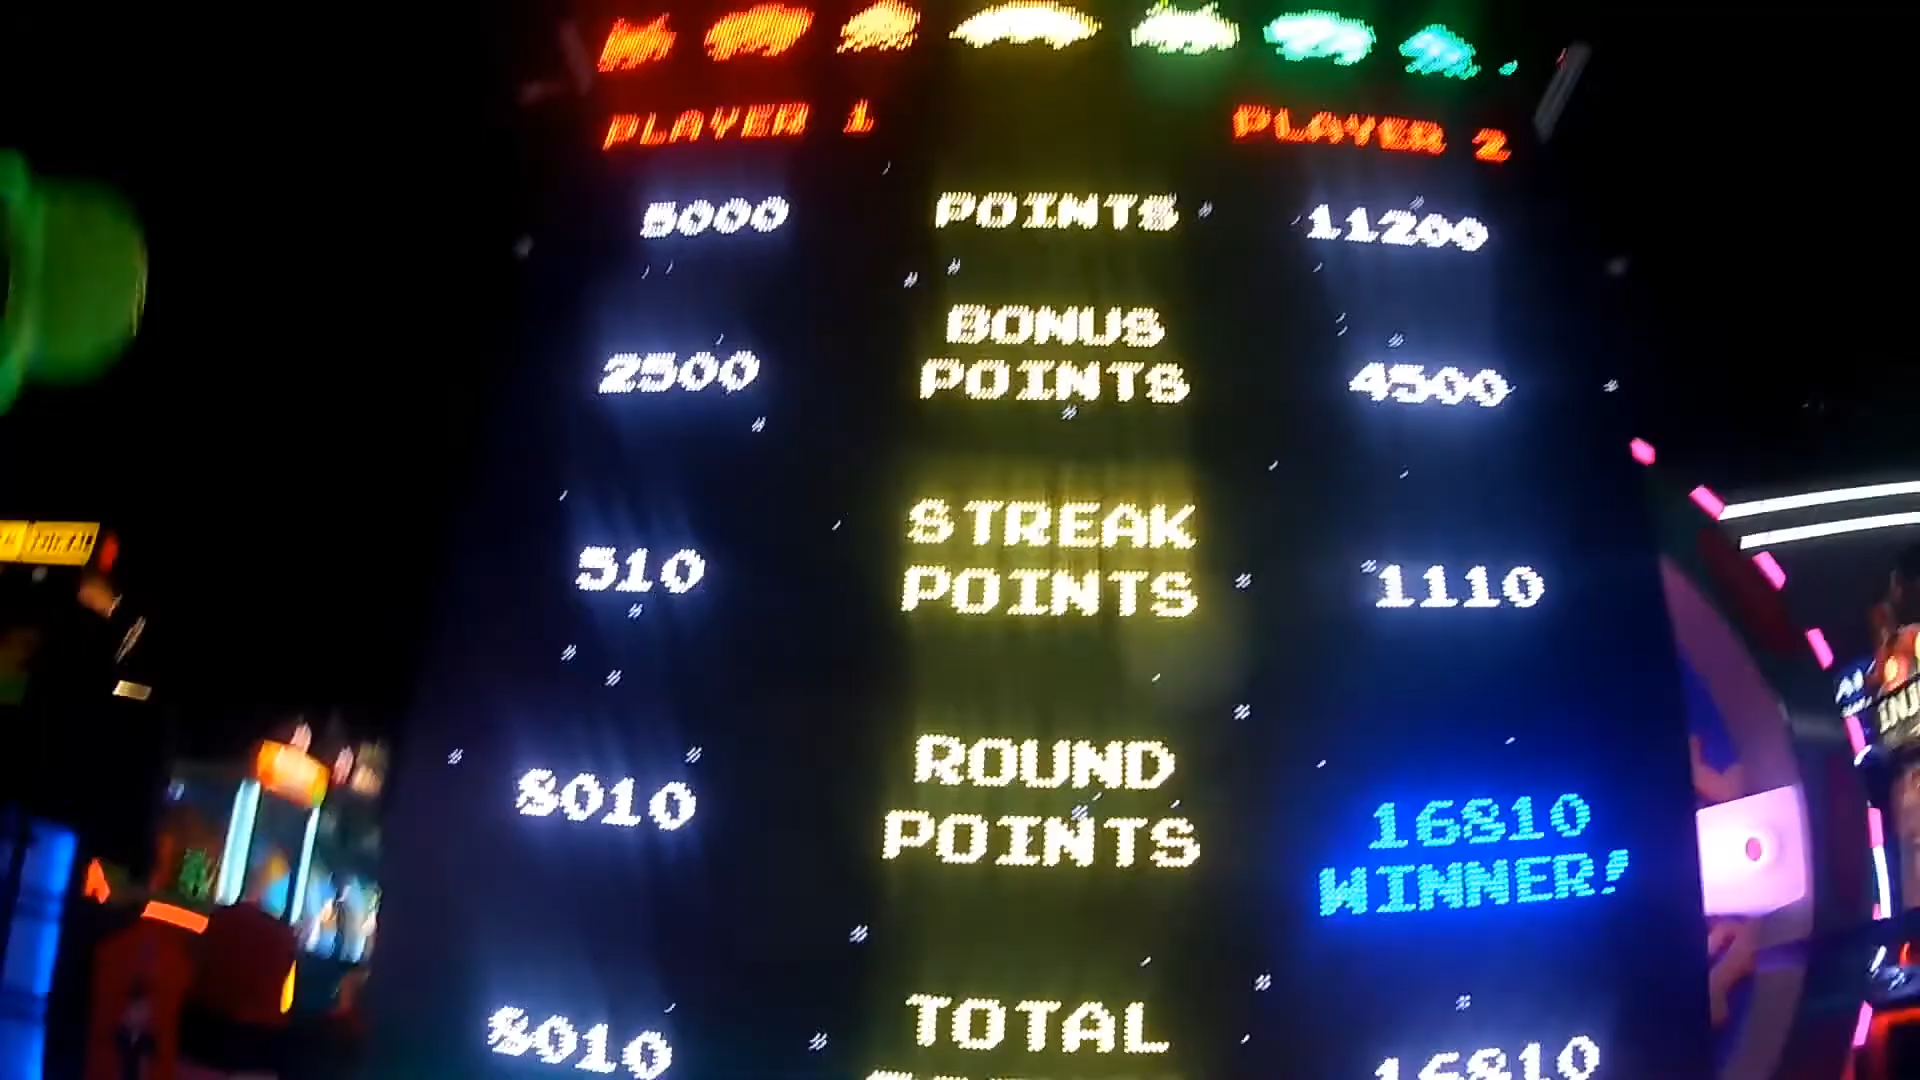 PLAYER 1 PLAYER 2
5000 POINTS 11200
BONUS
2500 POINTS 4500
STREAK
510 POINTS 1110
ROUND
8010 POINTS 16810
WINNER!
TOTAL
8010 16810